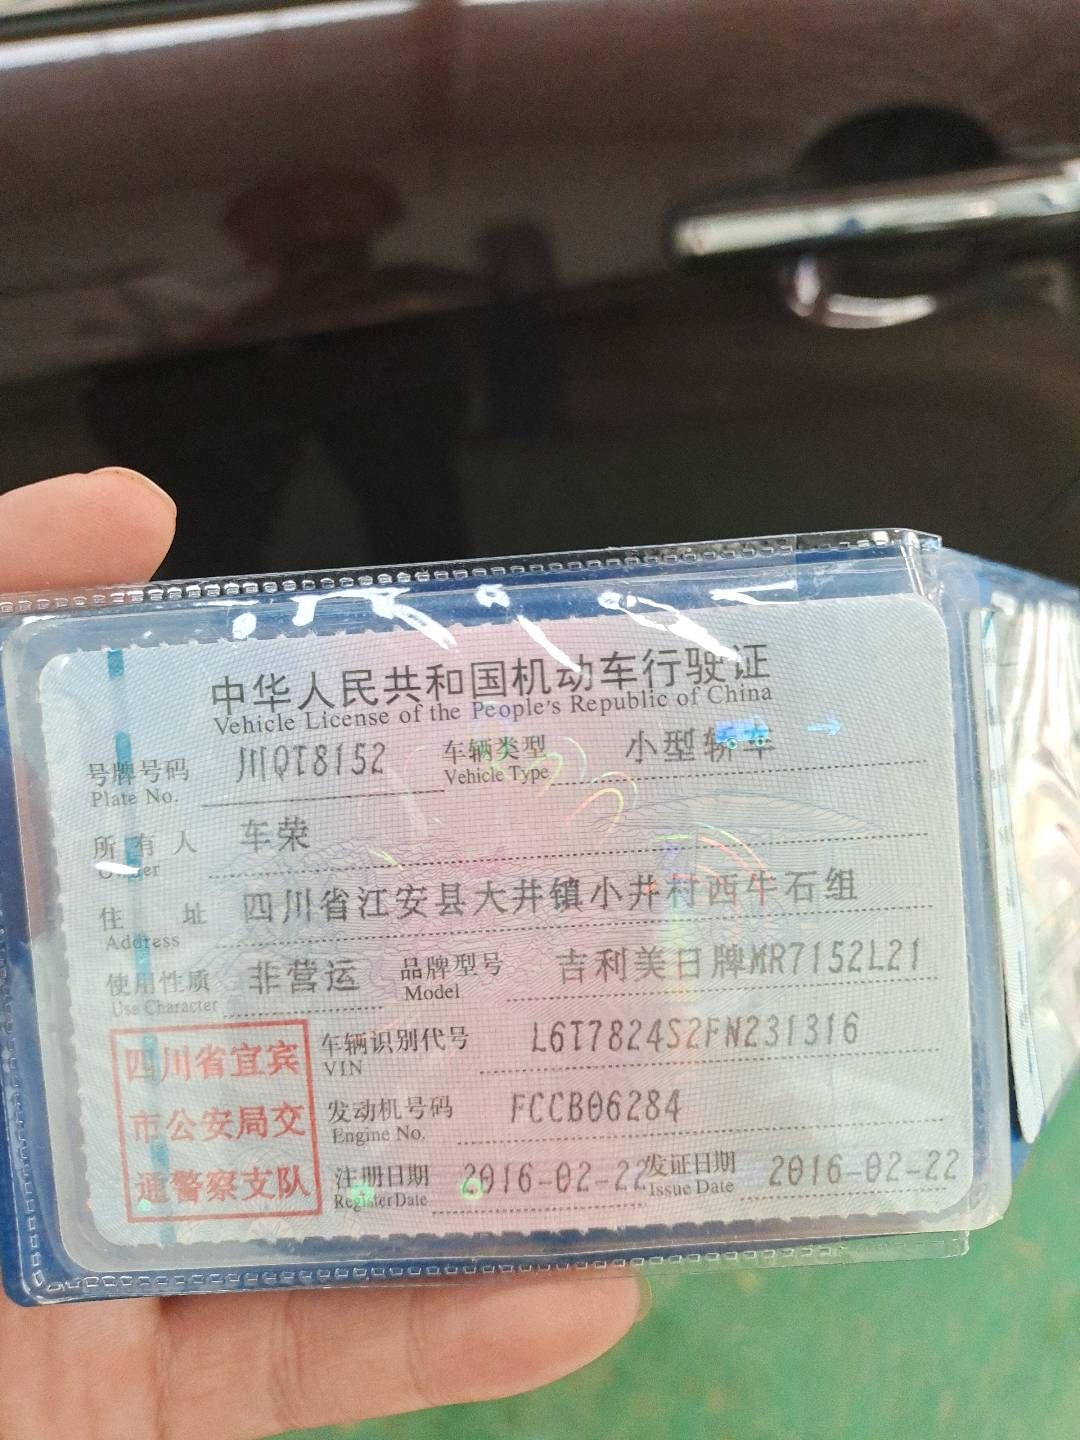 中华人民共和国机动车行驶证
Vehicle License of the People's Republic of China
号牌号码 川QT8152 车辆类型 小型轿车
Plate No. Vehicle Type
所有人 车荣
Owner
住址 四川省江安县大井镇小井村西牛石组
Address
使用性质 非营运 品牌型号 吉利美日牌MR7152L21
Use Character Model
车辆识别代号 L6T7824S2FN231316
VIN
发动机号码 FCCB06284
Engine No.
注册日期 2016-02-22 发证日期 2016-02-22
Register Date Issue Date
四川省宜宾
市公安局交
通警察支队